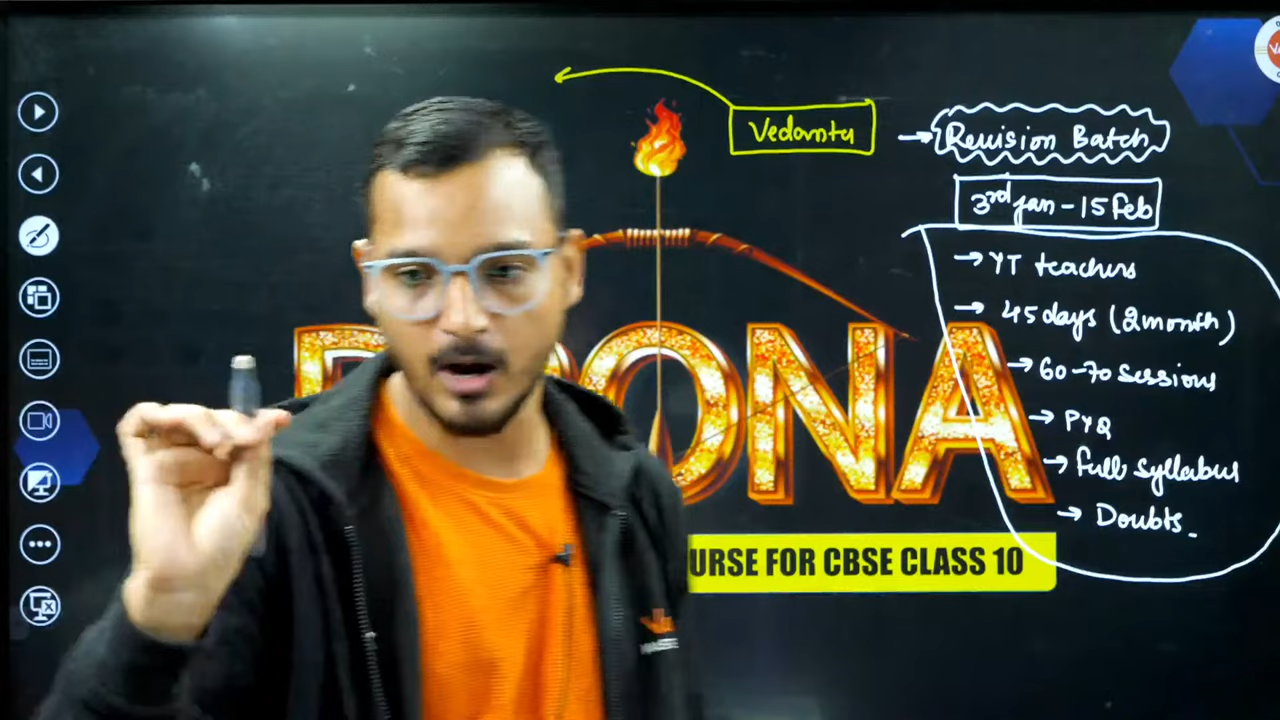 Vedantu
→ Revision Batch
3rd Jan - 15 Feb
→ YT teachers
→ 45 days (2 month)
→ 60-70 sessions
→ PYQ
→ Full Syllabus
→ Doubts.
ONA
URSE FOR CBSE CLASS 10